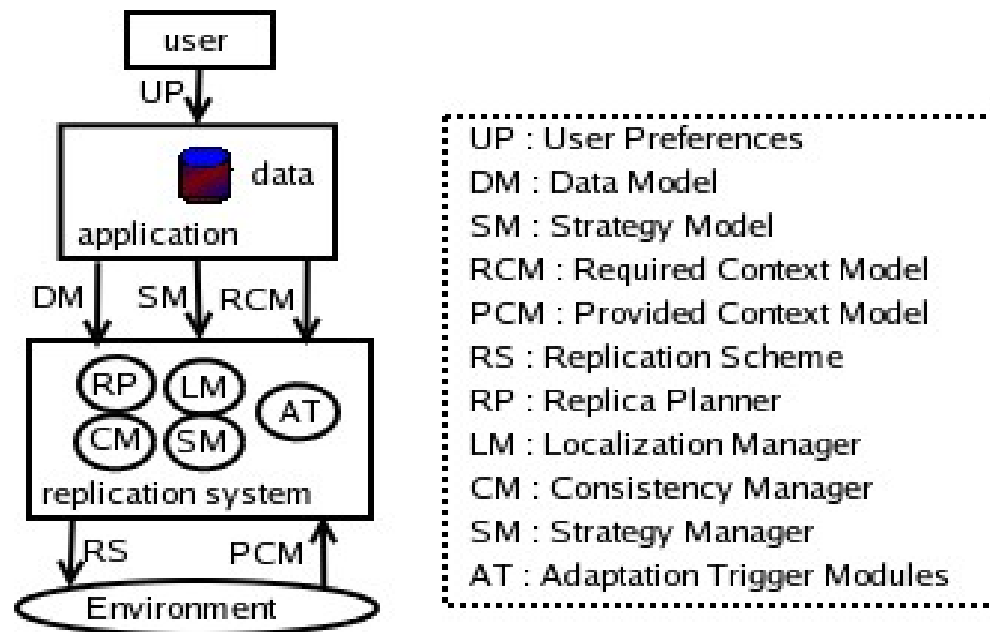 user
UP
data
application
DM SM RCM
RP LM AT
CM SM
replication system
RS PCM
Environment
UP : User Preferences
DM : Data Model
SM : Strategy Model
RCM : Required Context Model
PCM : Provided Context Model
RS : Replication Scheme
RP : Replica Planner
LM : Localization Manager
CM : Consistency Manager
SM : Strategy Manager
AT : Adaptation Trigger Modules